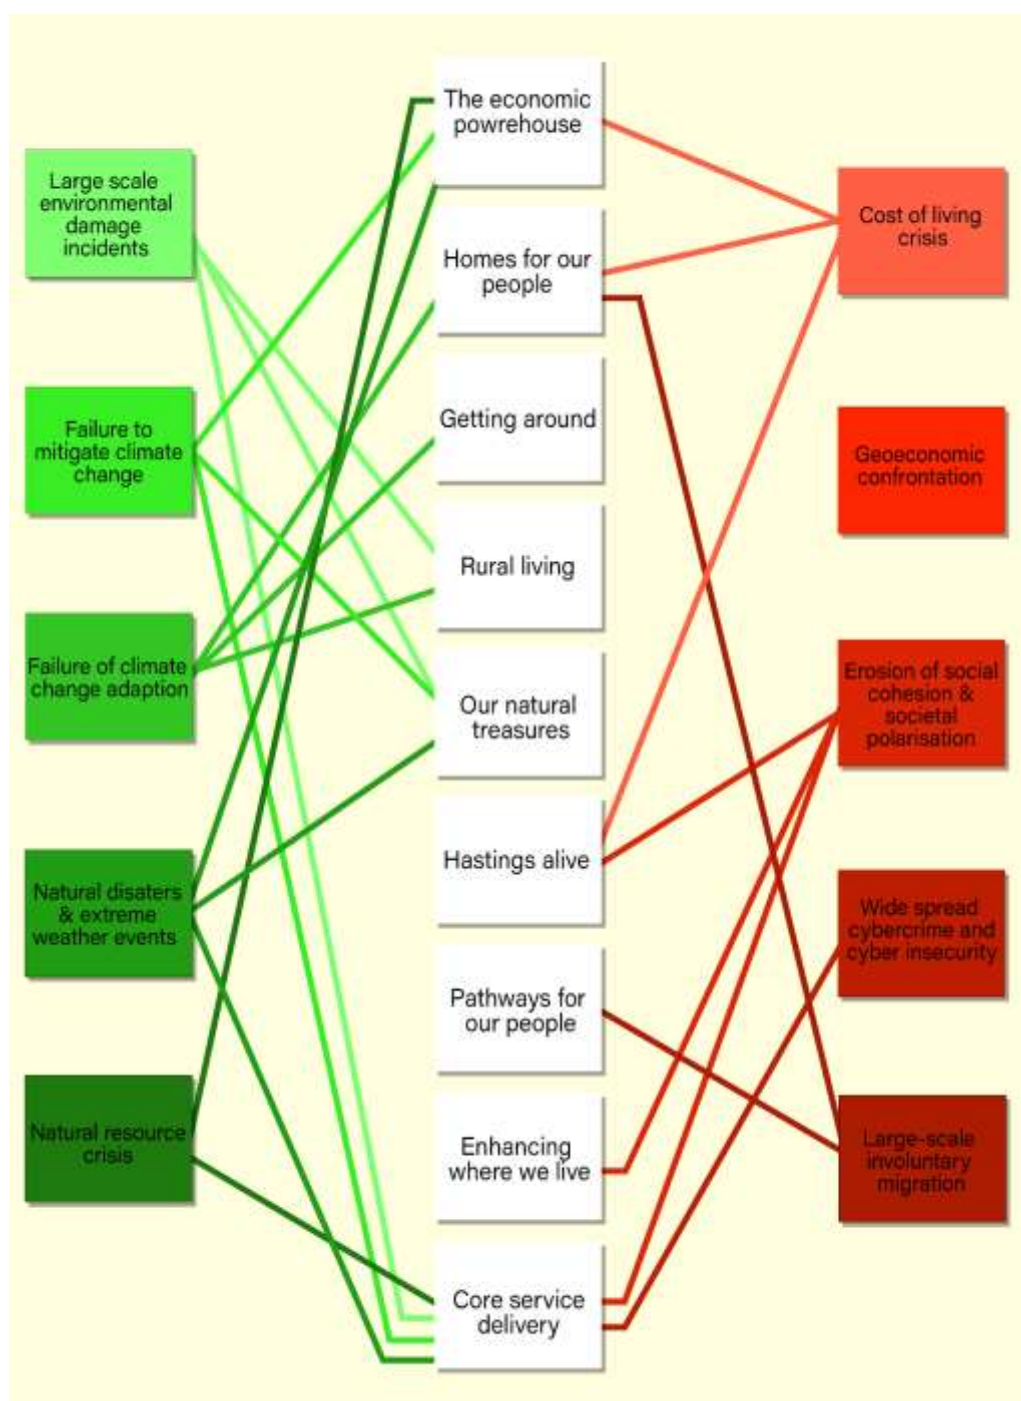 Large scale
environmental
damage
incidents
Failure to
mitigate climate
change
Failure of climate
change adaption
Natural disaters
& extreme
weather events
Natural resource
crisis
The economic
powrehouse
Homes for our
people
Getting around
Rural living
Our natural
treasures
Hastings alive
Pathways for
our people
Enhancing
where we live
Core service
delivery
Cost of living
crisis
Geoeconomic
confrontation
Erosion of social
cohesion &
societal
polarisation
Wide spread
cybercrime and
cyber insecurity
Large-scale
involuntary
migration